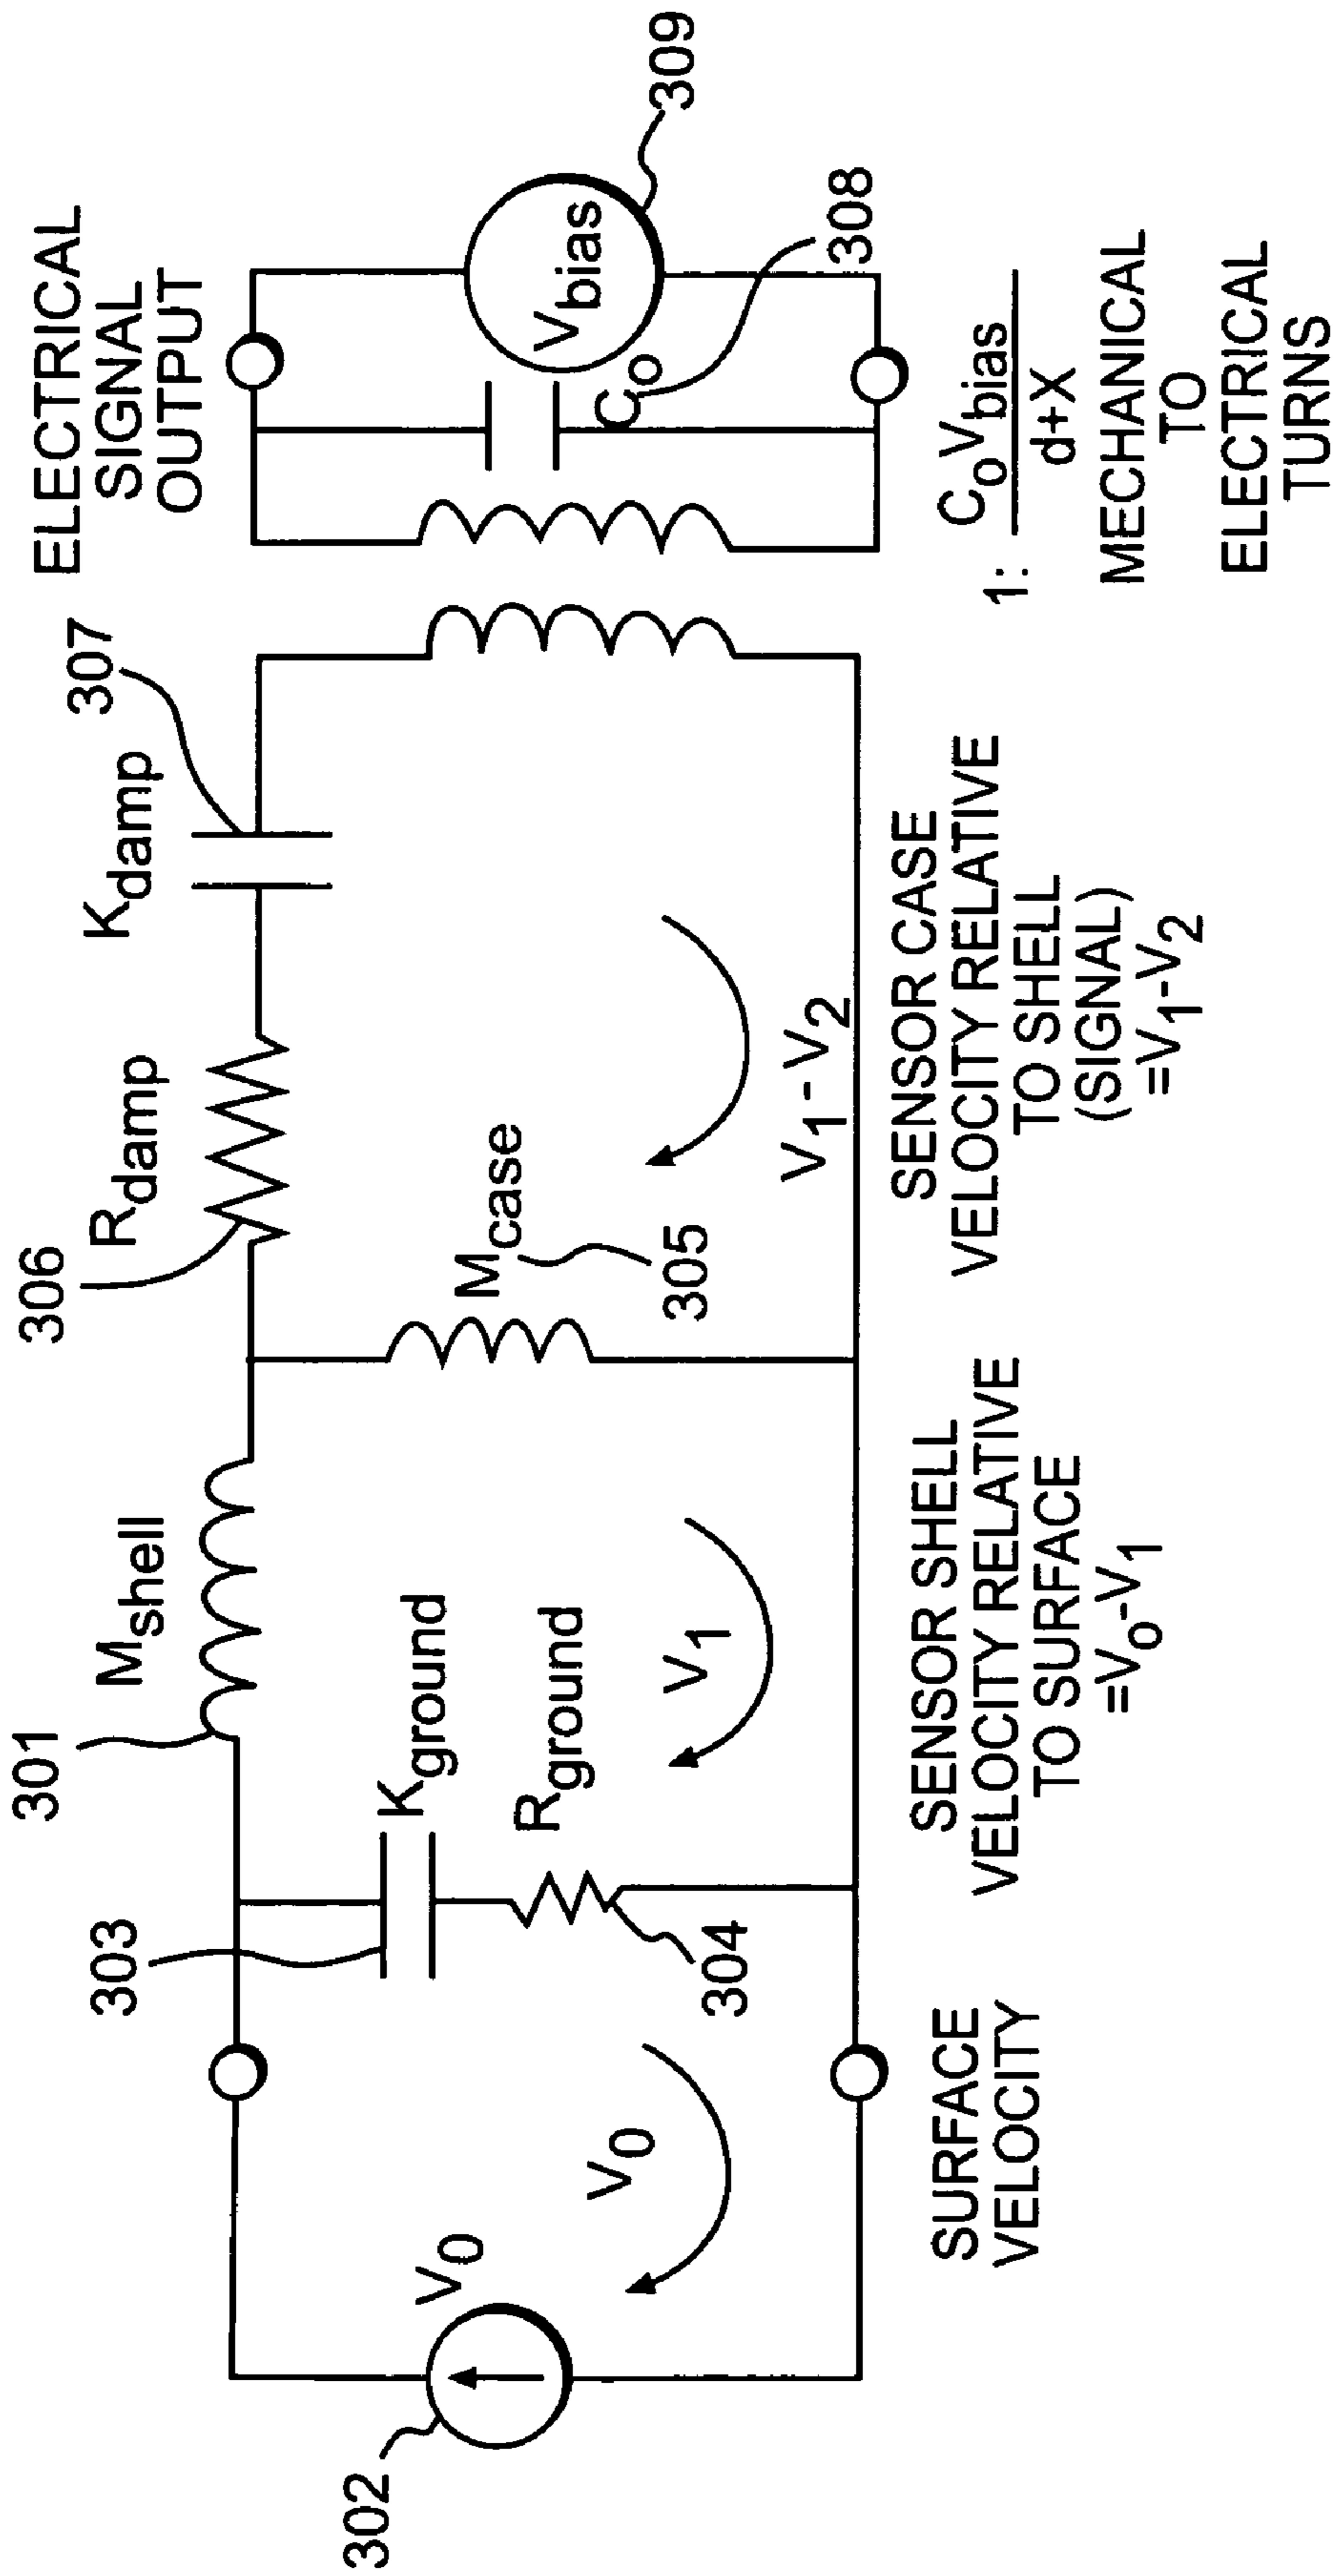 302
V0
V0
SURFACE
VELOCITY
303
Kground
Rground
304
301
Mshell
V1
SENSOR SHELL
VELOCITY RELATIVE
TO SURFACE
=Vo-V1
306
Rdamp
Mcase
305
Kdamp
307
V1-V2
SENSOR CASE
VELOCITY RELATIVE
TO SHELL
(SIGNAL)
=V1-V2
ELECTRICAL
SIGNAL
OUTPUT
Vbias
309
Co
308
1: CoVbias
d+X
MECHANICAL
TO
ELECTRICAL
TURNS